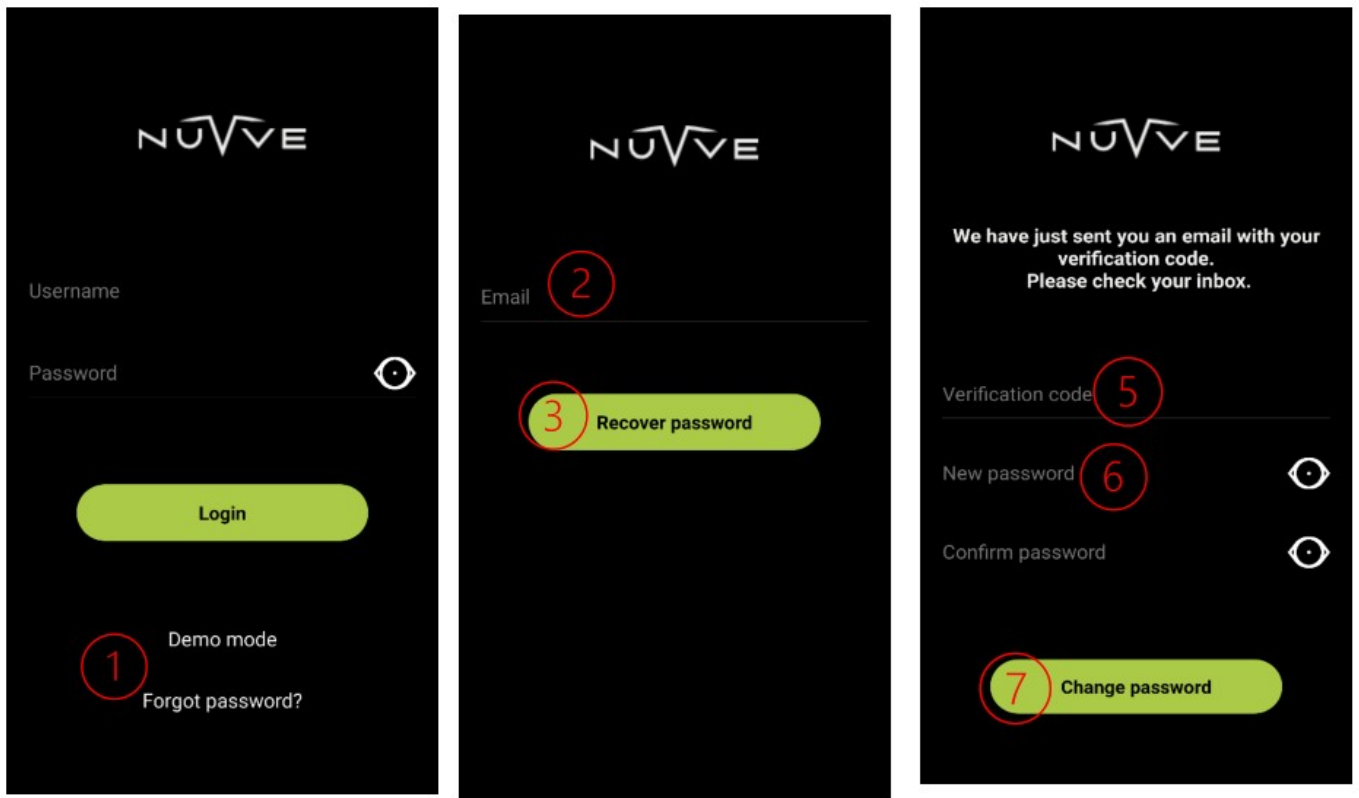 NUVVE
Username
Password
Login
Demo mode
1
Forgot password?
NUVVE
2
Email
3
Recover password
NUVVE
We have just sent you an email with your
verification code.
Please check your inbox.
Verification code
5
New password
6
Confirm password
7
Change password